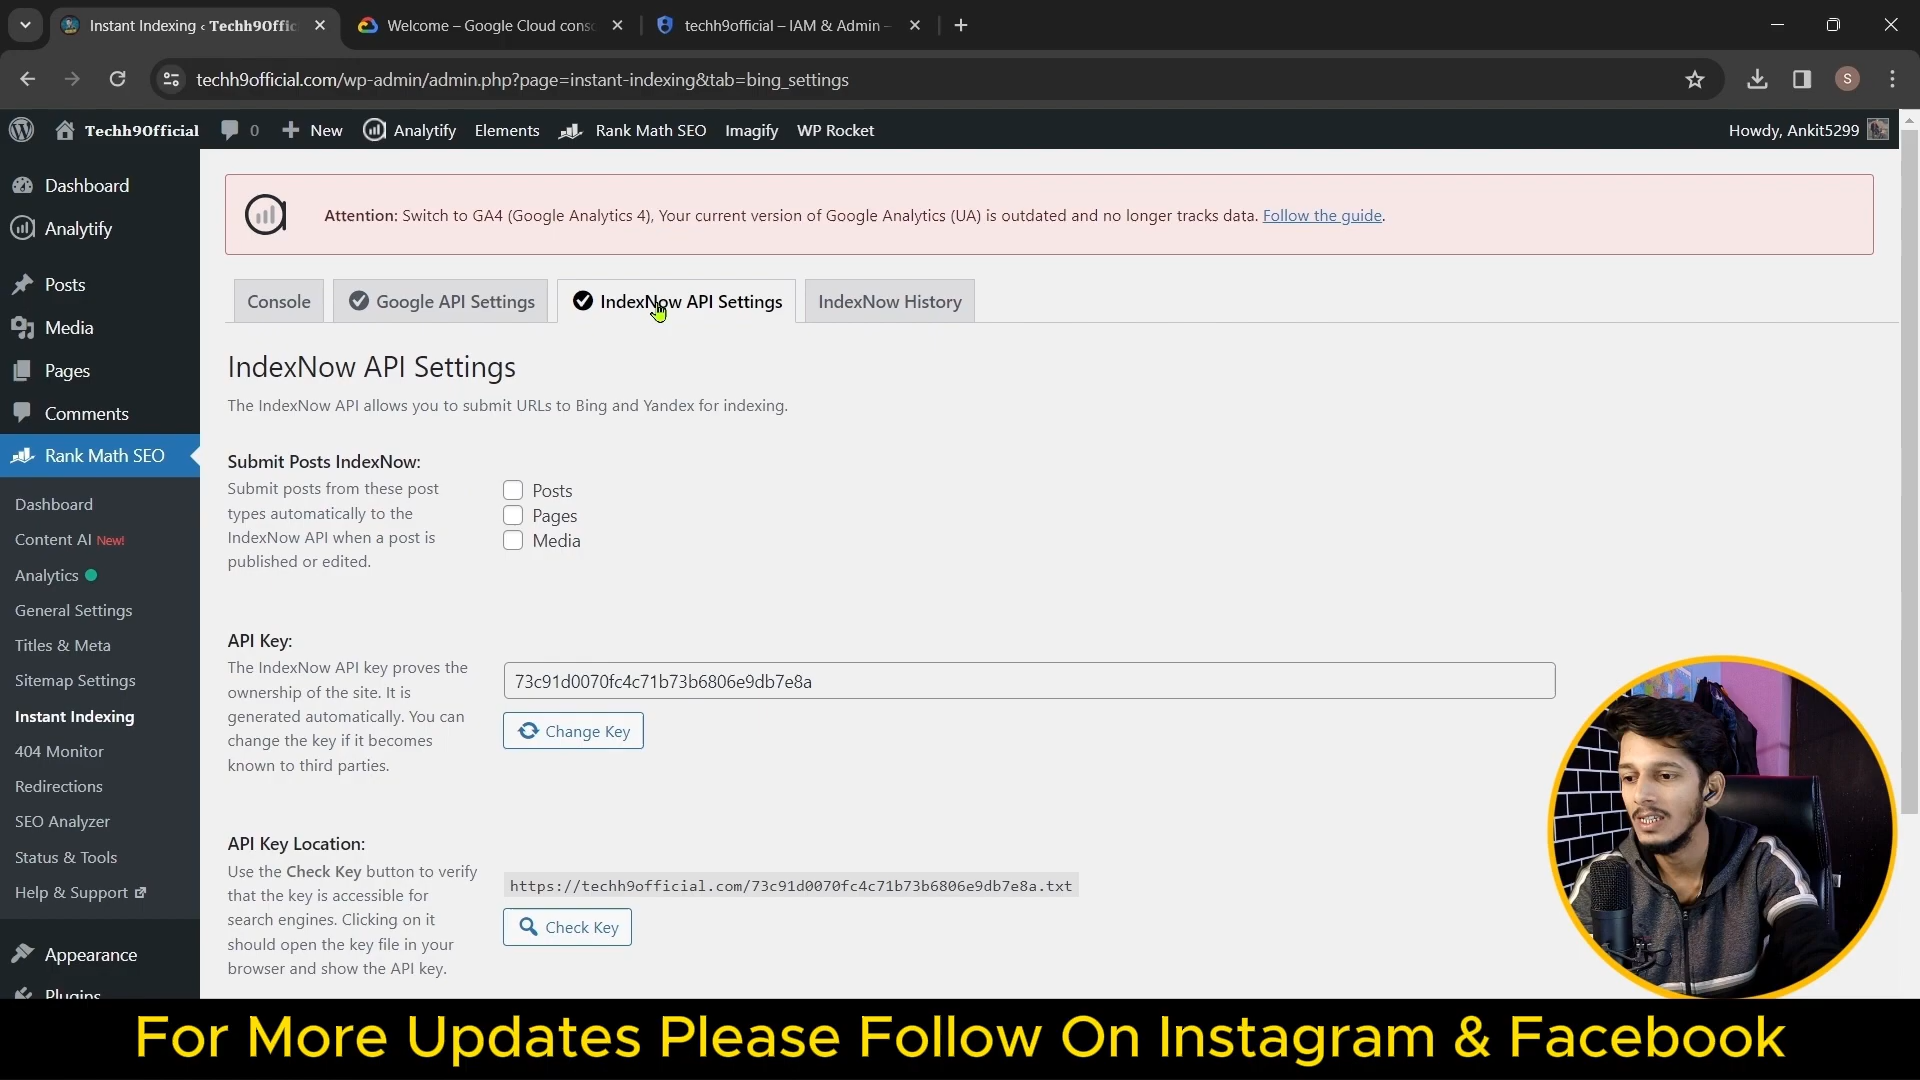 Instant Indexing ‹ Techh9Offic
Welcome – Google Cloud cons
techh9official – IAM & Admin –
techh9official.com/wp-admin/admin.php?page=instant-indexing&tab=bing_settings
S
Techh9Official
0
New
Analytify
Elements
Rank Math SEO
Imagify
WP Rocket
Howdy, Ankit5299
Dashboard
Analytify
Posts
Media
Pages
Comments
Rank Math SEO
Dashboard
Content AI New!
Analytics
General Settings
Titles & Meta
Sitemap Settings
Instant Indexing
404 Monitor
Redirections
SEO Analyzer
Status & Tools
Help & Support
Appearance
Plugins
Attention: Switch to GA4 (Google Analytics 4), Your current version of Google Analytics (UA) is outdated and no longer tracks data. Follow the guide.
Console
Google API Settings
IndexNow API Settings
IndexNow History
IndexNow API Settings
The IndexNow API allows you to submit URLs to Bing and Yandex for indexing.
Submit Posts IndexNow:
Submit posts from these post
types automatically to the
IndexNow API when a post is
published or edited.
Posts
Pages
Media
API Key:
The IndexNow API key proves the
ownership of the site. It is
generated automatically. You can
change the key if it becomes
known to third parties.
73c91d0070fc4c71b73b6806e9db7e8a
Change Key
API Key Location:
Use the Check Key button to verify
that the key is accessible for
search engines. Clicking on it
should open the key file in your
browser and show the API key.
https://techh9official.com/73c91d0070fc4c71b73b6806e9db7e8a.txt
Check Key
For More Updates Please Follow On Instagram & Facebook